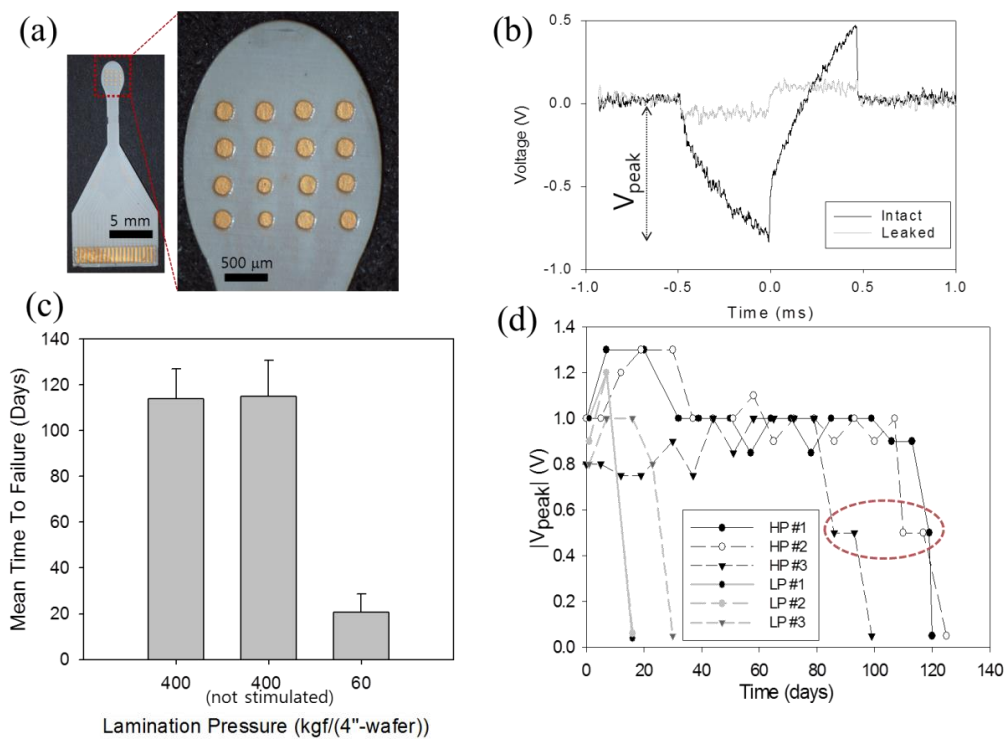 (a)
5 mm
500 μm
(b)
0.5
0.0
-0.5
-1.0
Voltage (V)
Vpeak
Intact
Leaked
-1.0
-0.5
0.0
0.5
1.0
Time (ms)
(c)
140
120
100
80
60
40
20
0
Mean Time To Failure (Days)
400
400
60
(not stimulated)
Lamination Pressure (kgf/(4"-wafer))
(d)
1.4
1.2
1.0
0.8
0.6
0.4
0.2
0.0
|Vpeak| (V)
HP #1
HP #2
HP #3
LP #1
LP #2
LP #3
0
20
40
60
80
100
120
140
Time (days)